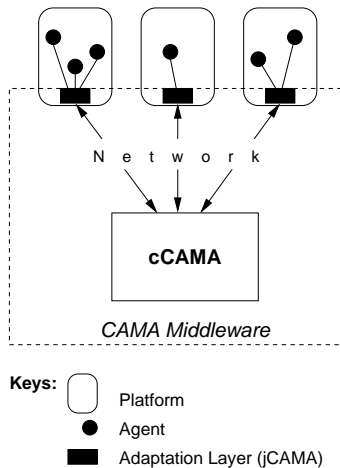 N e t w o r k
cCAMA
CAMA Middleware
Keys:
Platform
Agent
Adaptation Layer (jCAMA)